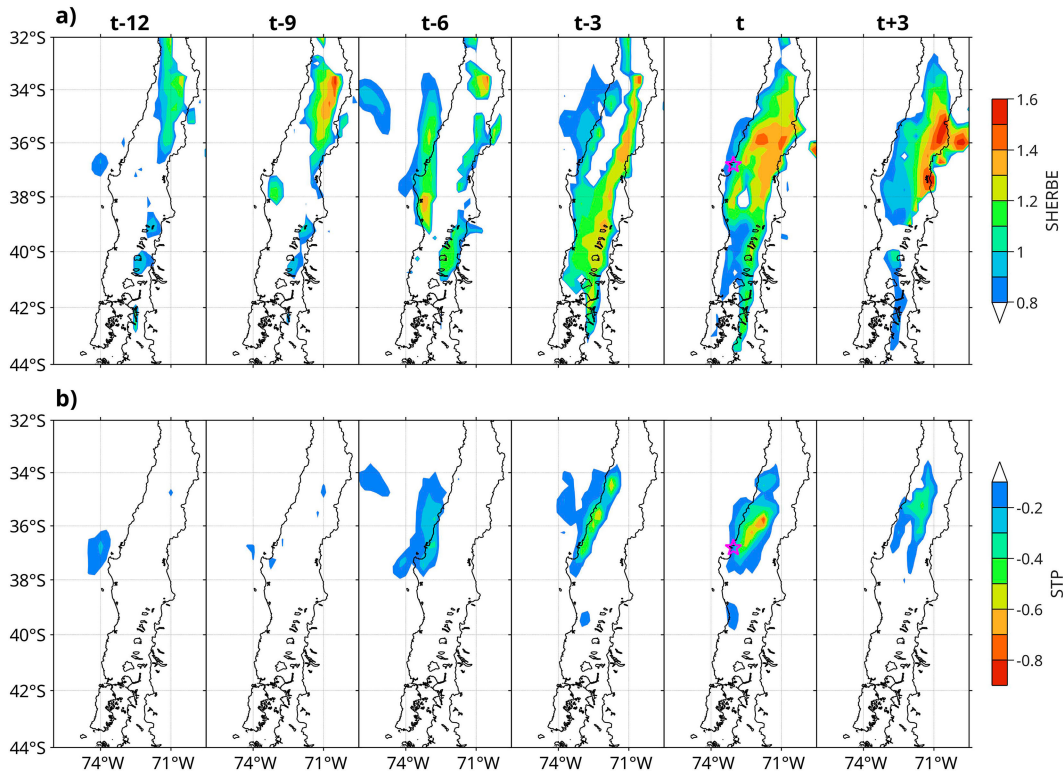 a)
t-12 t-9 t-6 t-3 t t+3
32°S
34°S
36°S
38°S
40°S
42°S
44°S
1.6
1.4
1.2
1
0.8
SHERBE
b)
32°S
34°S
36°S
38°S
40°S
42°S
44°S
-0.2
-0.4
-0.6
-0.8
STP
74°W 71°W 74°W 71°W 74°W 71°W 74°W 71°W 74°W 71°W 74°W 71°W